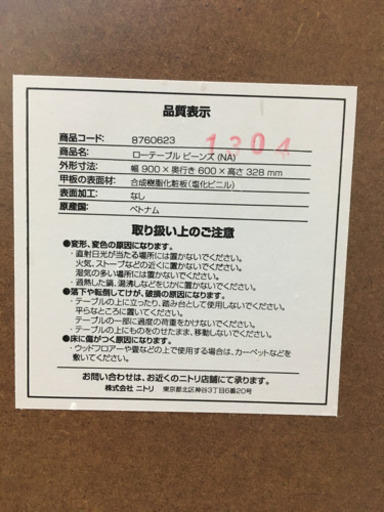 品質表示
商品コード: 8760623
1304
商品名: ローテーブル ビーンズ (NA)
外形寸法: 幅 900×奥行き 600×高さ 328 mm
甲板の表面材: 合成樹脂化粧板(塩化ビニル)
表面加工: なし
原産国: ベトナム
取り扱い上のご注意
●変形、変色の原因になります。
・直射日光が当たる場所には置かないでください。
火気、ストーブなどの近くに置かないでください。
湿気の多い場所には置かないでください。
・過熱した鍋、湯沸しなどをじかに置かないでください。
●落下や転倒してけが、破損の原因になります。
・テーブルの上に立ったり、踏み台として使用しないでください。
平らなところに置いてください。
テーブルの一部に過度の荷重をかけないでください。
・テーブルの上にものをのせたまま、移動しないでください。
●床に傷がつく原因になります。
・ウッドフロアーや畳などの上で使用する場合は、カーペットなどを
敷いてください。
お問い合わせは、お近くのニトリ店舗にて承ります。
株式会社 ニトリ 東京都北区神谷3丁目6番20号